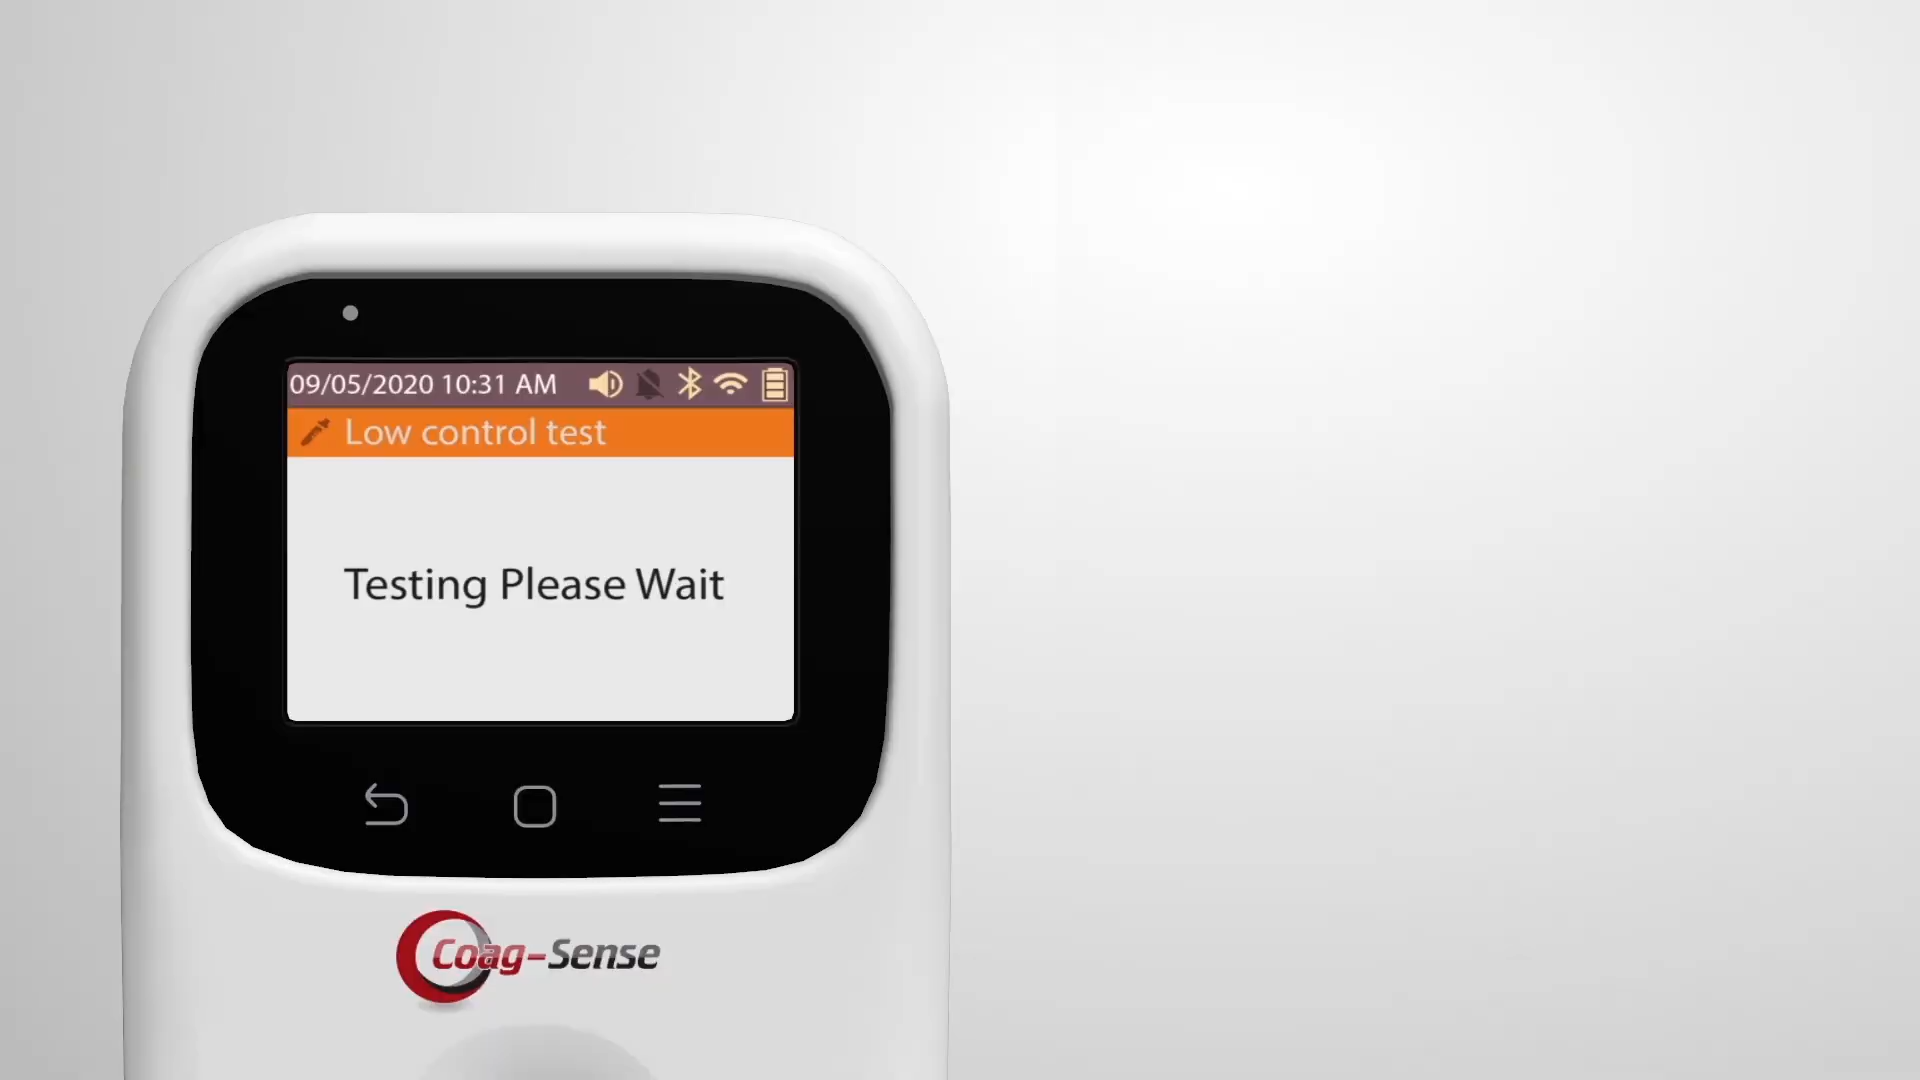 09/05/2020 10:31 AM
Low control test
Testing Please Wait
Coag-Sense